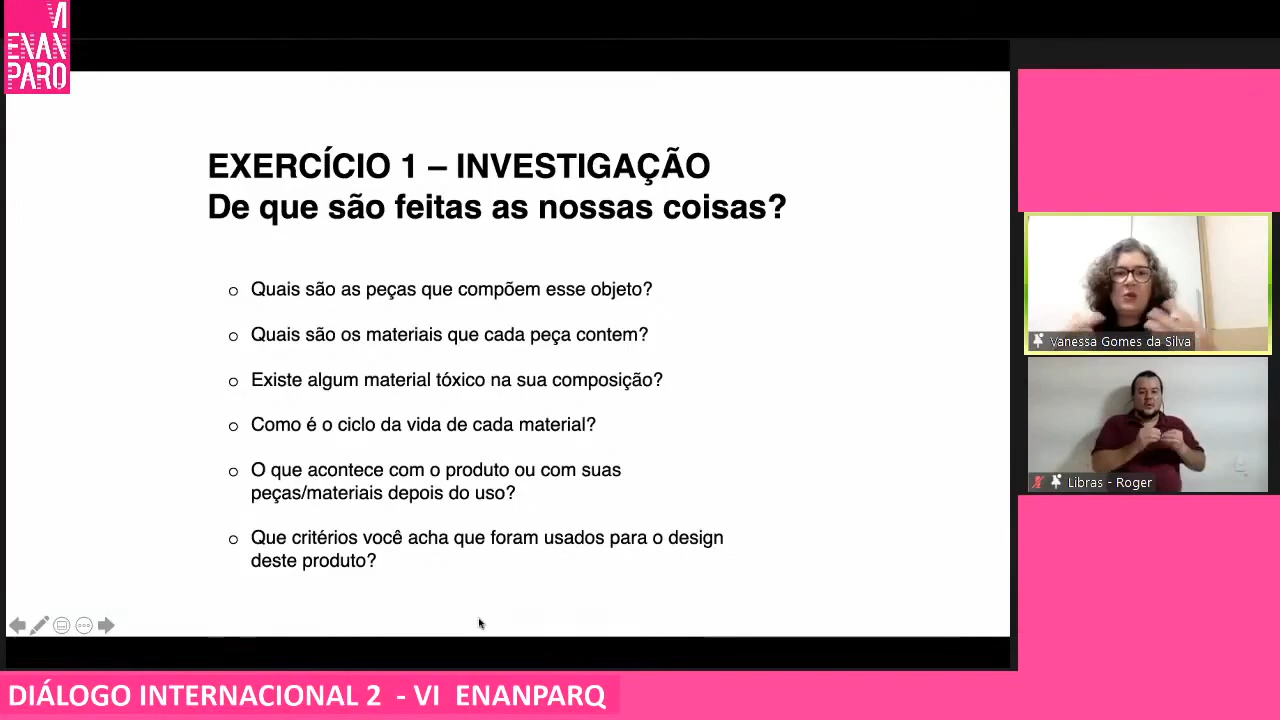 VI
ENAN
PARQ
EXERCÍCIO 1 – INVESTIGAÇÃO
De que são feitas as nossas coisas?
Quais são as peças que compõem esse objeto?
Quais são os materiais que cada peça contem?
Existe algum material tóxico na sua composição?
Como é o ciclo da vida de cada material?
O que acontece com o produto ou com suas
peças/materiais depois do uso?
Que critérios você acha que foram usados para o design
deste produto?
Vanessa Gomes da Silva
Libras - Roger
DIÁLOGO INTERNACIONAL 2 - VI ENANPARQ